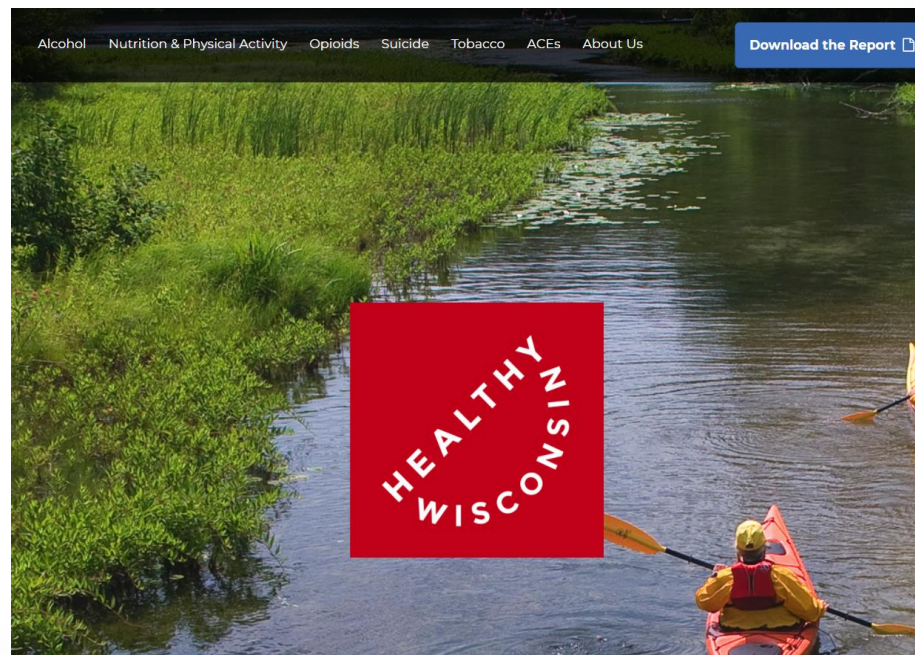 Alcohol Nutrition & Physical Activity Opioids Suicide Tobacco ACEs About Us Download the Report
HEALTHY
WISCONSIN